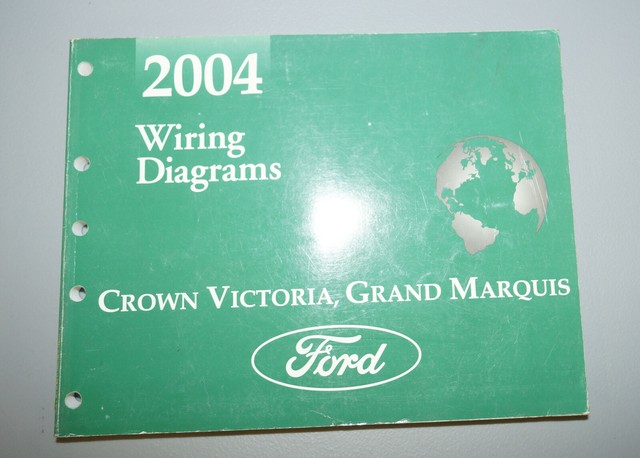 2004
Wiring
Diagrams
CROWN VICTORIA, GRAND MARQUIS
Ford